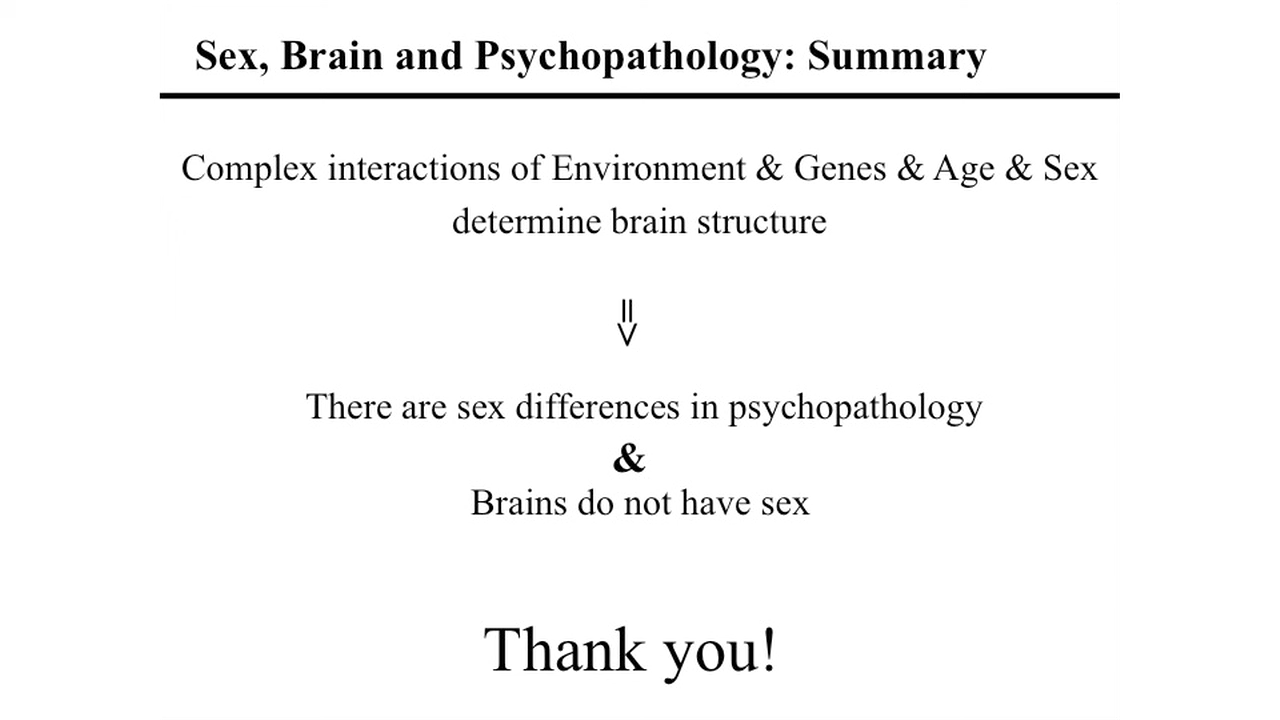 Sex, Brain and Psychopathology: Summary
Complex interactions of Environment & Genes & Age & Sex
determine brain structure
There are sex differences in psychopathology
&
Brains do not have sex
Thank you!